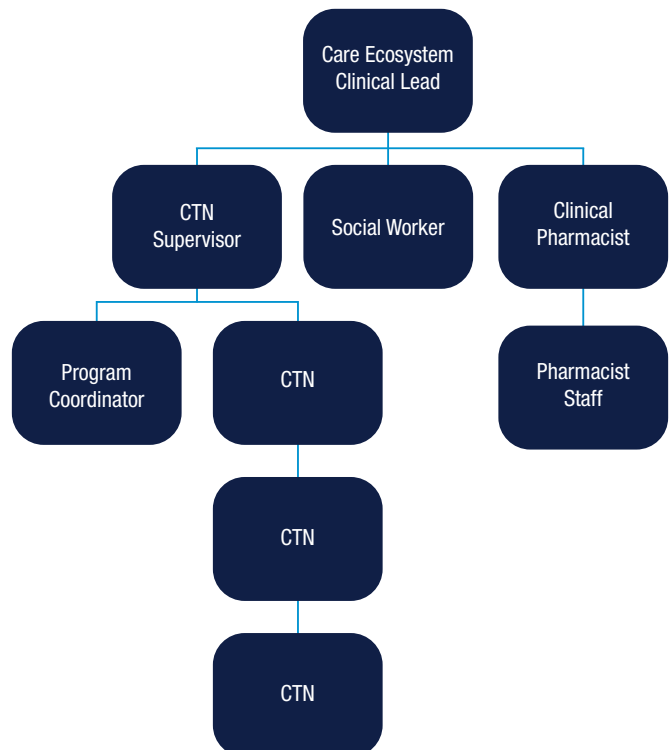 Care Ecosystem
Clinical Lead
CTN
Supervisor
Social Worker
Clinical
Pharmacist
Program
Coordinator
CTN
Pharmacist
Staff
CTN
CTN